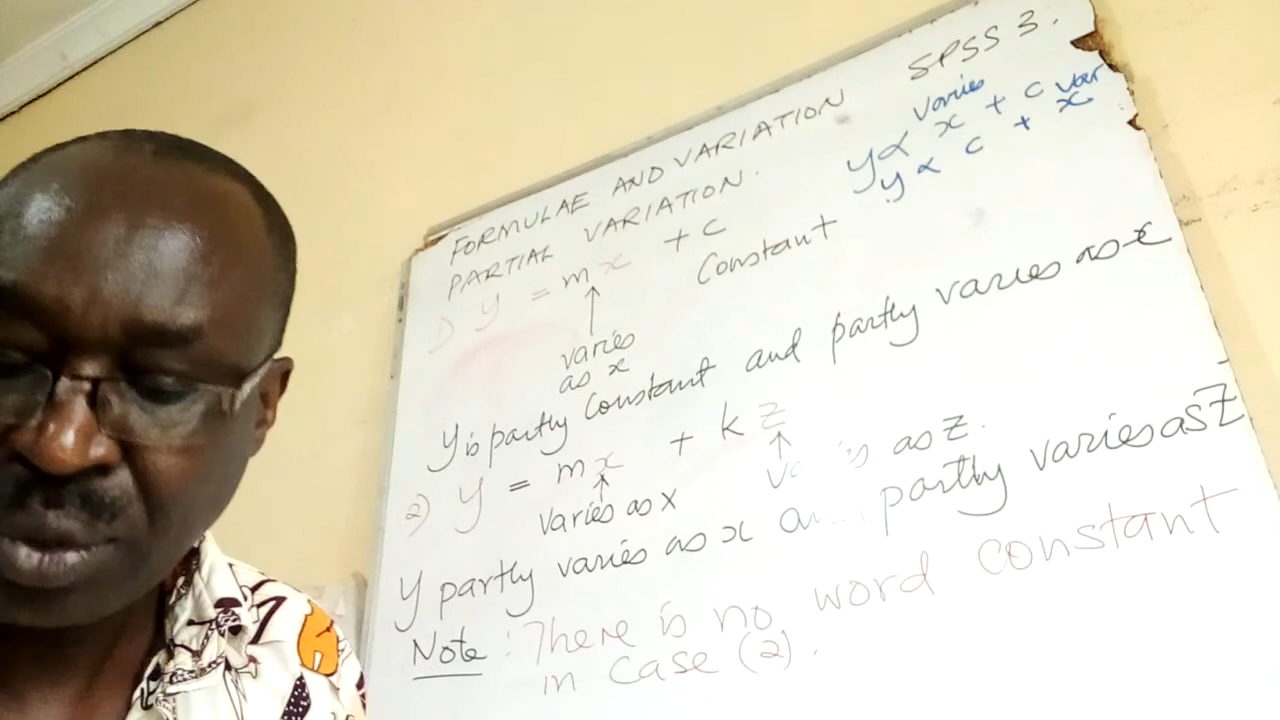 SPSS 3.
FORMULAE AND VARIATION
PARTIAL VARIATION.
varies
y ∝ x + c
y ∝ c + x
var
1) y = mx + c
↑ Constant
varies
as x
Y is partly Constant and partly varies as x
2) y = mx + kz
↑ ↑
varies as x as Z.
Y partly varies as x partly varies as Z
Note: There is no word constant
in case (2).